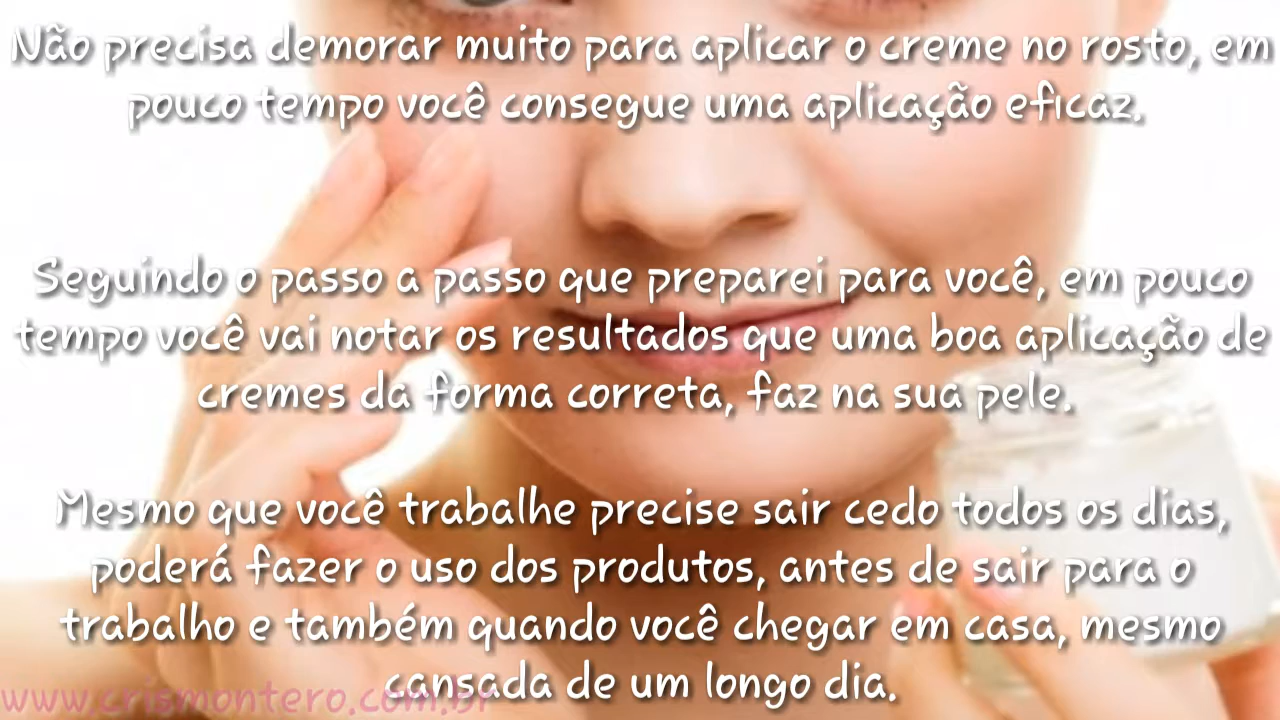 Não precisa demorar muito para aplicar o creme no rosto, em
pouco tempo você consegue uma aplicação eficaz.
Seguindo o passo a passo que preparei para você, em pouco
tempo você vai notar os resultados que uma boa aplicação de
cremes da forma correta, faz na sua pele.
Mesmo que você trabalhe precise sair cedo todos os dias,
poderá fazer o uso dos produtos, antes de sair para o
trabalho e também quando você chegar em casa, mesmo
cansada de um longo dia.
www.crismontero.com.br